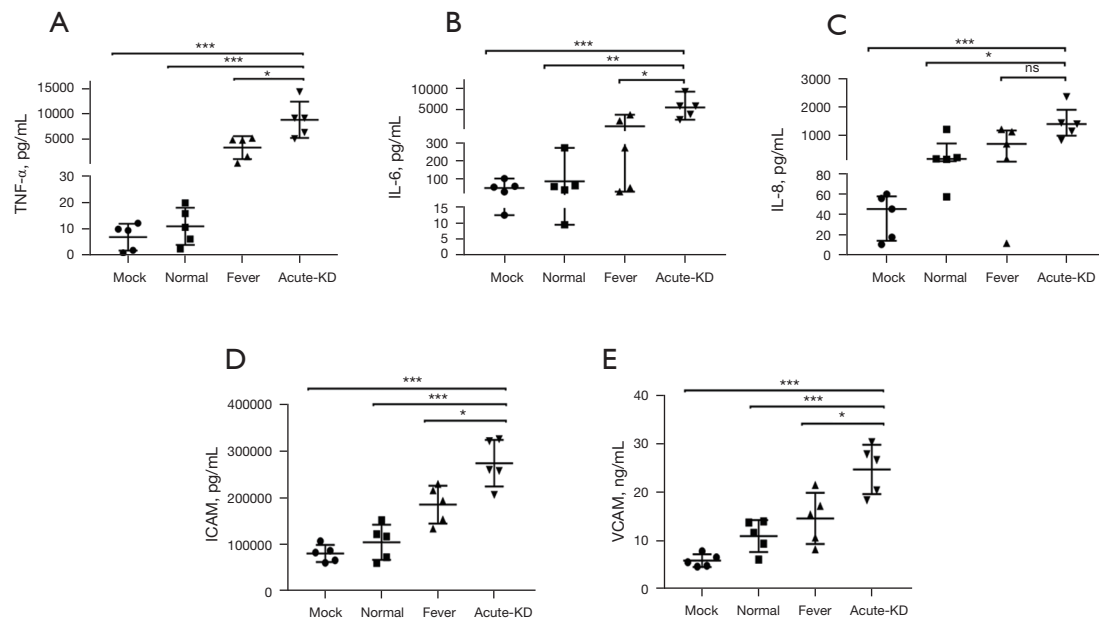 A
TNF-α, pg/mL
15000
10000
5000
20
10
0
***
***
*
Mock Normal Fever Acute-KD
B
IL-6, pg/mL
10000
5000
300
200
100
15
10
5
0
***
**
*
Mock Normal Fever Acute-KD
C
IL-8, pg/mL
3000
2000
1000
80
60
40
20
0
***
*
ns
Mock Normal Fever Acute-KD
D
ICAM, pg/mL
400000
300000
200000
100000
0
***
***
*
Mock Normal Fever Acute-KD
E
VCAM, ng/mL
40
30
20
10
0
***
***
*
Mock Normal Fever Acute-KD